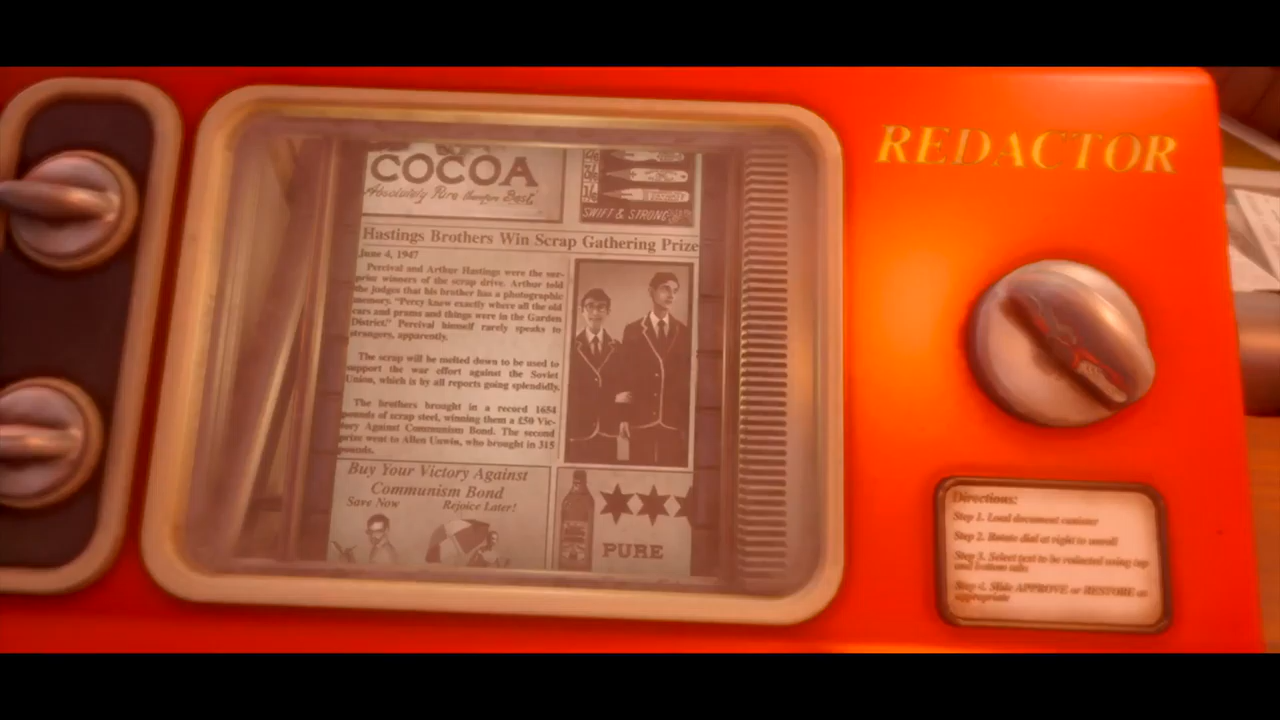 COCOA
Absolutely Pure therefore Best
SWIFT & STRONG
REDACTOR
Hastings Brothers Win Scrap Gathering Prize
June 4, 1947
Percival and Arthur Hastings were the sur-
prize winners of the scrap drive. Arthur told
the judges that his brother has a photographic
memory. "Percy knew exactly where all the old
cars and prams and things were in the Garden
District." Percival himself rarely speaks to
strangers, apparently.
The scrap will be melted down to be used to
support the war effort against the Soviet
Union, which is by all reports going splendidly.
The brothers brought in a record 1654
pounds of scrap steel, winning them a £50 Vic-
tory Against Communism Bond. The second
prize went to Allen Unwin, who brought in 315
pounds.
Buy Your Victory Against
Communism Bond
Save Now
Rejoice Later!
PURE
Directions:
Step 1. Load document canister
Step 2. Rotate dial at right to unroll
Step 3. Select text to be redacted using top
and bottom tabs
Step 4. Slide APPROVE or RESTORE as
appropriate